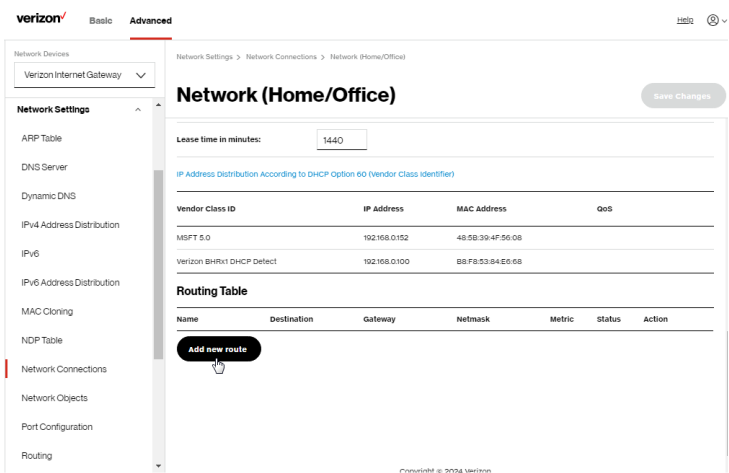 verizon
Basic
Advanced
Help
Network Devices
Verizon Internet Gateway
Network Settings
ARP Table
DNS Server
Dynamic DNS
IPv4 Address Distribution
IPv6
IPv6 Address Distribution
MAC Cloning
NDP Table
Network Connections
Network Objects
Port Configuration
Routing
Network Settings > Network Connections > Network (Home/Office)
Network (Home/Office)
Save Changes
Lease time in minutes: 1440
IP Address Distribution According to DHCP Option 60 (Vendor Class Identifier)
Vendor Class ID IP Address MAC Address QoS
MSFT 5.0 192.168.0.152 48:5B:39:4F:56:08
Verizon BHRx1 DHCP Detect 192.168.0.100 B8:F8:53:84:E6:68
Routing Table
Name Destination Gateway Netmask Metric Status Action
Add new route
Copyright © 2024 Verizon